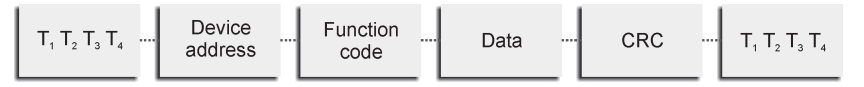 T₁ T₂ T₃ T₄
Device
address
Function
code
Data
CRC
T₁ T₂ T₃ T₄